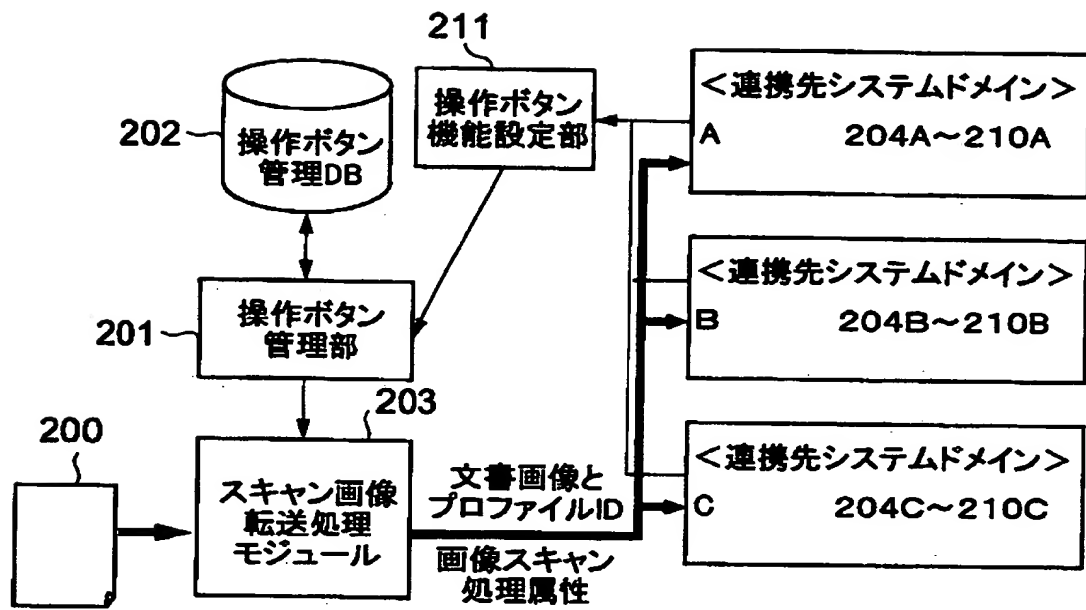 211
操作ボタン
機能設定部
202
操作ボタン
管理DB
201
操作ボタン
管理部
200
203
スキャン画像
転送処理
モジュール
文書画像と
プロファイルID
画像スキャン
処理属性
<連携先システムドメイン>
A 204A~210A
<連携先システムドメイン>
B 204B~210B
<連携先システムドメイン>
C 204C~210C